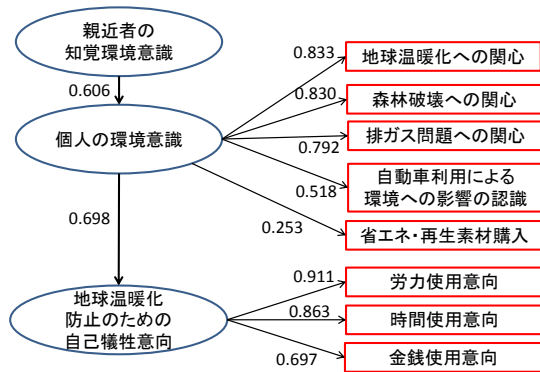 親近者の
知覚環境意識
0.606
個人の環境意識
0.698
地球温暖化
防止のための
自己犠牲意向
0.833
地球温暖化への関心
0.830
森林破壊への関心
0.792
排ガス問題への関心
0.518
自動車利用による
環境への影響の認識
0.253
省エネ・再生素材購入
0.911
労力使用意向
0.863
時間使用意向
0.697
金銭使用意向